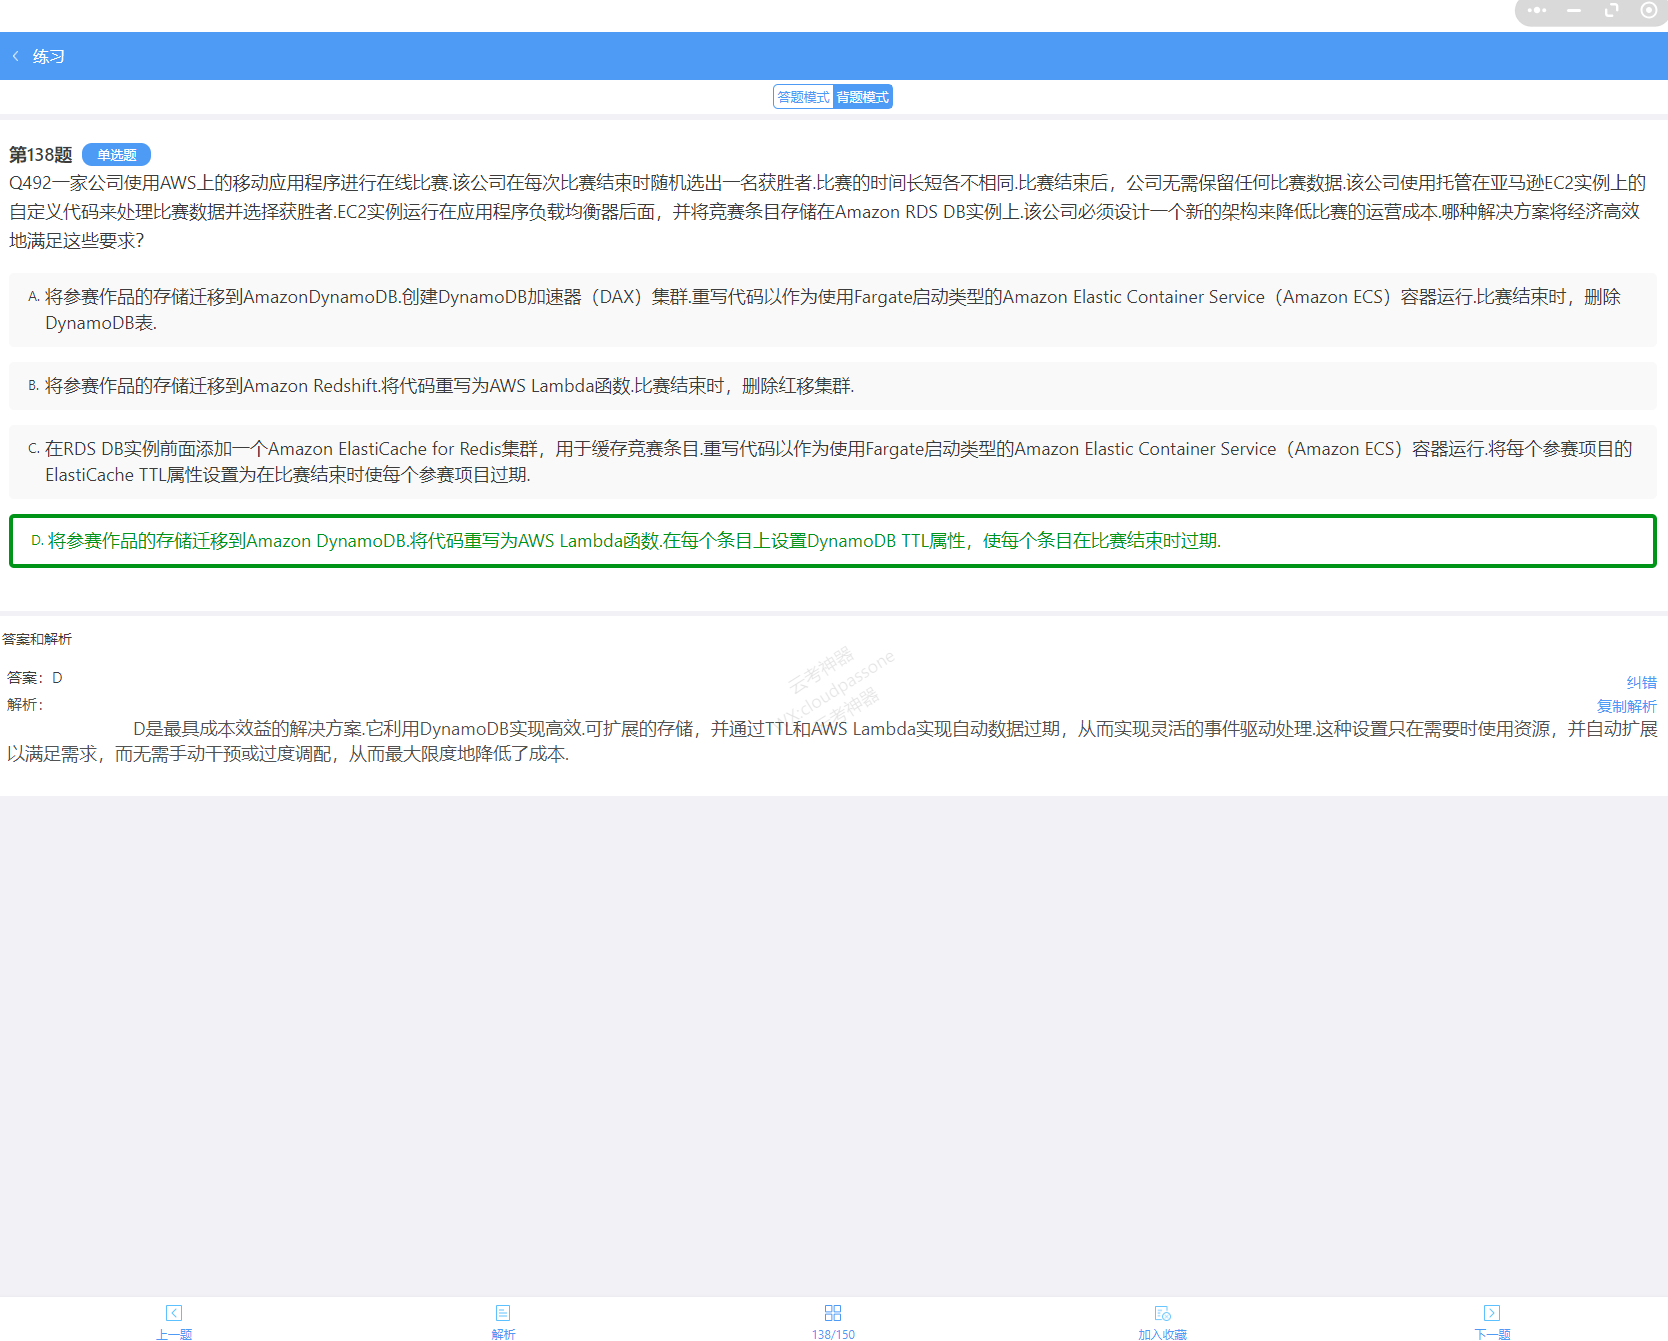 练习
答题模式 背题模式
第138题 单选题
Q492一家公司使用AWS上的移动应用程序进行在线比赛.该公司在每次比赛结束时随机选出一名获胜者.比赛的时间长短各不相同.比赛结束后，公司无需保留任何比赛数据.该公司使用托管在亚马逊EC2实例上的
自定义代码来处理比赛数据并选择获胜者.EC2实例运行在应用程序负载均衡器后面，并将竞赛条目存储在Amazon RDS DB实例上.该公司必须设计一个新的架构来降低比赛的运营成本.哪种解决方案将经济高效
地满足这些要求?
A. 将参赛作品的存储迁移到AmazonDynamoDB.创建DynamoDB加速器（DAX）集群.重写代码以作为使用Fargate启动类型的Amazon Elastic Container Service（Amazon ECS）容器运行.比赛结束时，删除
DynamoDB表.
B. 将参赛作品的存储迁移到Amazon Redshift.将代码重写为AWS Lambda函数.比赛结束时，删除红移集群.
C. 在RDS DB实例前面添加一个Amazon ElastiCache for Redis集群，用于缓存竞赛条目.重写代码以作为使用Fargate启动类型的Amazon Elastic Container Service（Amazon ECS）容器运行.将每个参赛项目的
ElastiCache TTL属性设置为在比赛结束时使每个参赛项目过期.
D. 将参赛作品的存储迁移到Amazon DynamoDB.将代码重写为AWS Lambda函数.在每个条目上设置DynamoDB TTL属性，使每个条目在比赛结束时过期.
答案和解析
云考神器
VX:cloudpassone
云考神器
答案：D
纠错
解析：
复制解析
D是最具成本效益的解决方案.它利用DynamoDB实现高效.可扩展的存储，并通过TTL和AWS Lambda实现自动数据过期，从而实现灵活的事件驱动处理.这种设置只在需要时使用资源，并自动扩展
以满足需求，而无需手动干预或过度调配，从而最大限度地降低了成本.
上一题 解析 138/150 加入收藏 下一题